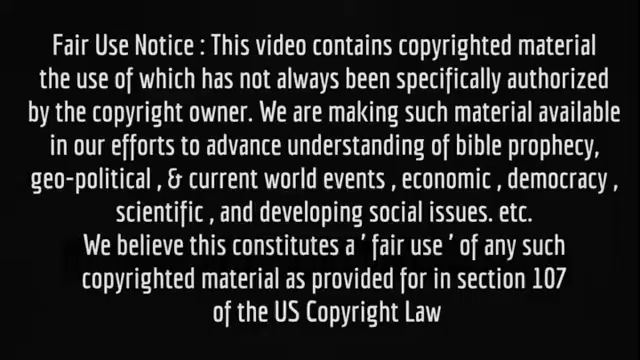 Fair Use Notice : This video contains copyrighted material
the use of which has not always been specifically authorized
by the copyright owner. We are making such material available
in our efforts to advance understanding of bible prophecy,
geo-political , & current world events , economic , democracy ,
scientific , and developing social issues. etc.
We believe this constitutes a ' fair use ' of any such
copyrighted material as provided for in section 107
of the US Copyright Law